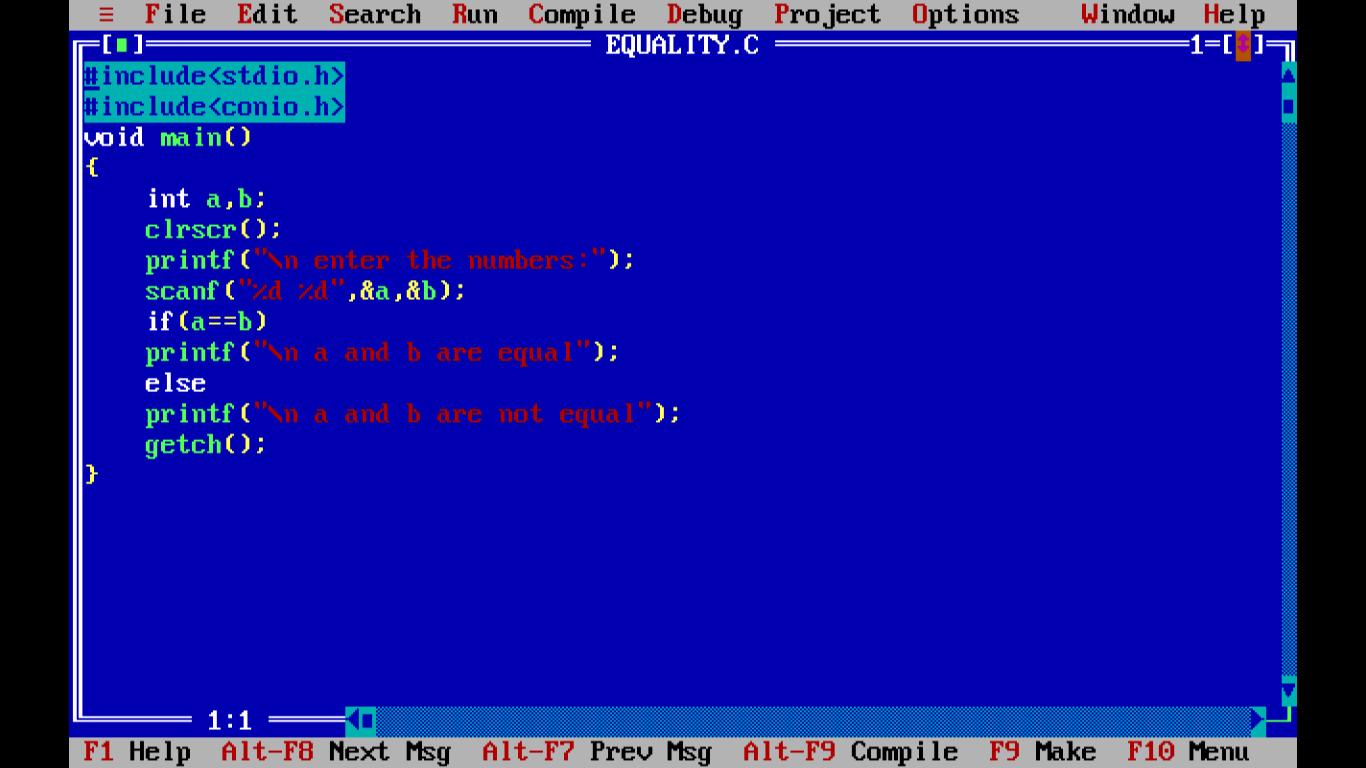 ≡ File Edit Search Run Compile Debug Project Options Window Help
[■] EQUALITY.C 1=[↕]
#include<stdio.h>
#include<conio.h>
void main()
{
    int a,b;
    clrscr();
    printf("\n enter the numbers:");
    scanf("%d %d",&a,&b);
    if(a==b)
    printf("\n a and b are equal");
    else
    printf("\n a and b are not equal");
    getch();
}
1:1
F1 Help Alt-F8 Next Msg Alt-F7 Prev Msg Alt-F9 Compile F9 Make F10 Menu